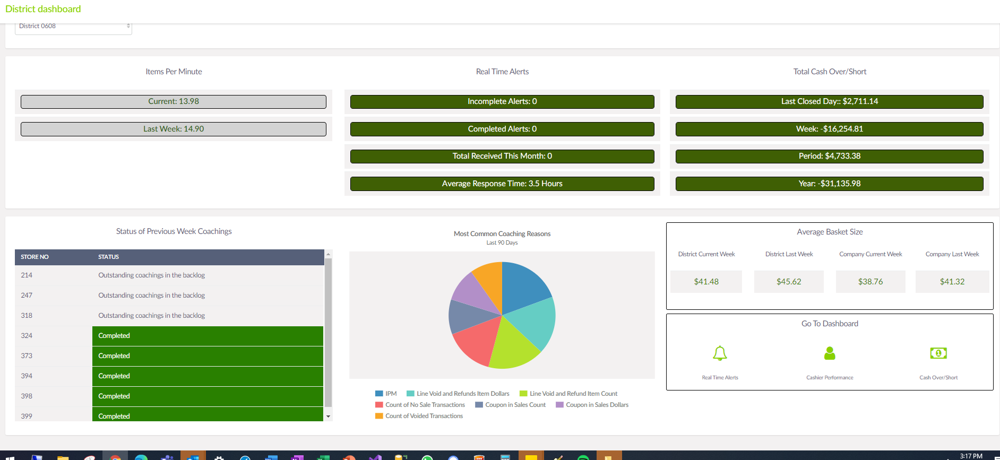 District dashboard
District 0608
Items Per Minute
Current: 13.98
Last Week: 14.90
Real Time Alerts
Incomplete Alerts: 0
Completed Alerts: 0
Total Received This Month: 0
Average Response Time: 3.5 Hours
Total Cash Over/Short
Last Closed Day:: $2,711.14
Week: -$16,254.81
Period: $4,733.38
Year: -$31,135.98
Status of Previous Week Coachings
STORE NO STATUS
214 Outstanding coachings in the backlog
247 Outstanding coachings in the backlog
318 Outstanding coachings in the backlog
324 Completed
373 Completed
394 Completed
398 Completed
399 Completed
Most Common Coaching Reasons
Last 90 Days
IPM Line Void and Refunds Item Dollars Line Void and Refund Item Count
Count of No Sale Transactions Coupon in Sales Count Coupon in Sales Dollars
Count of Voided Transactions
Average Basket Size
District Current Week District Last Week Company Current Week Company Last Week
$41.48 $45.62 $38.76 $41.32
Go To Dashboard
1
Real Time Alerts Cashier Performance Cash Over/Short
3:17 PM